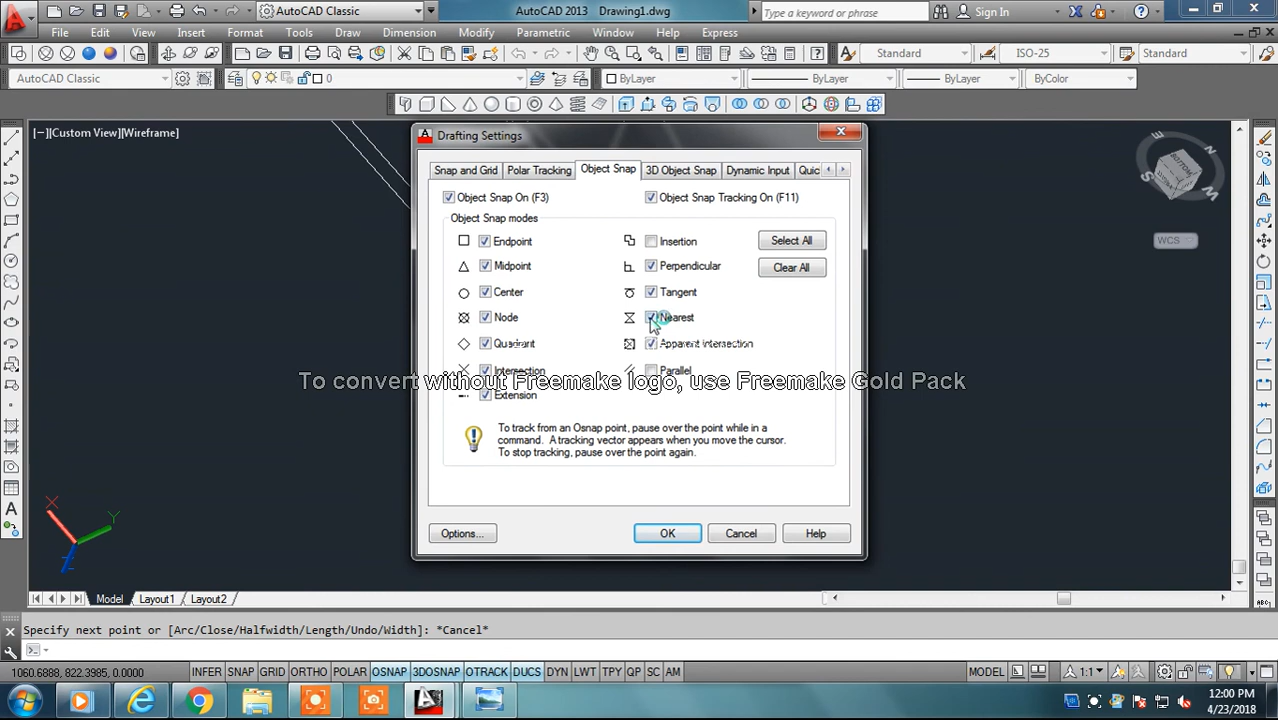 AutoCAD Classic
AutoCAD 2013 Drawing1.dwg
Type a keyword or phrase
Sign In
File Edit View Insert Format Tools Draw Dimension Modify Parametric Window Help Express
Standard ISO-25 Standard
AutoCAD Classic 0 ByLayer ByLayer ByLayer ByColor
[−]Custom View][Wireframe]
BOTTOM
S M
WCS
Drafting Settings
Snap and Grid Polar Tracking Object Snap 3D Object Snap Dynamic Input Quic
Object Snap On (F3) Object Snap Tracking On (F11)
Object Snap modes
Endpoint Insertion Select All
Midpoint Perpendicular Clear All
Center Tangent
Node Nearest
Quadrant Apparent intersection
Intersection Parallel
To convert without Freemake logo, use Freemake Gold Pack
Extension
To track from an Osnap point, pause over the point while in a
command. A tracking vector appears when you move the cursor.
To stop tracking, pause over the point again.
Options... OK Cancel Help
X Y Z
Model Layout1 Layout2
Specify next point or [Arc/Close/Halfwidth/Length/Undo/Width]: *Cancel*
1060.6888, 822.3985, 0.0000 INFER SNAP GRID ORTHO POLAR OSNAP 3DOSNAP OTRACK DUCS DYN LWT TPY QP SC AM MODEL 1:1
12:00 PM
4/23/2018